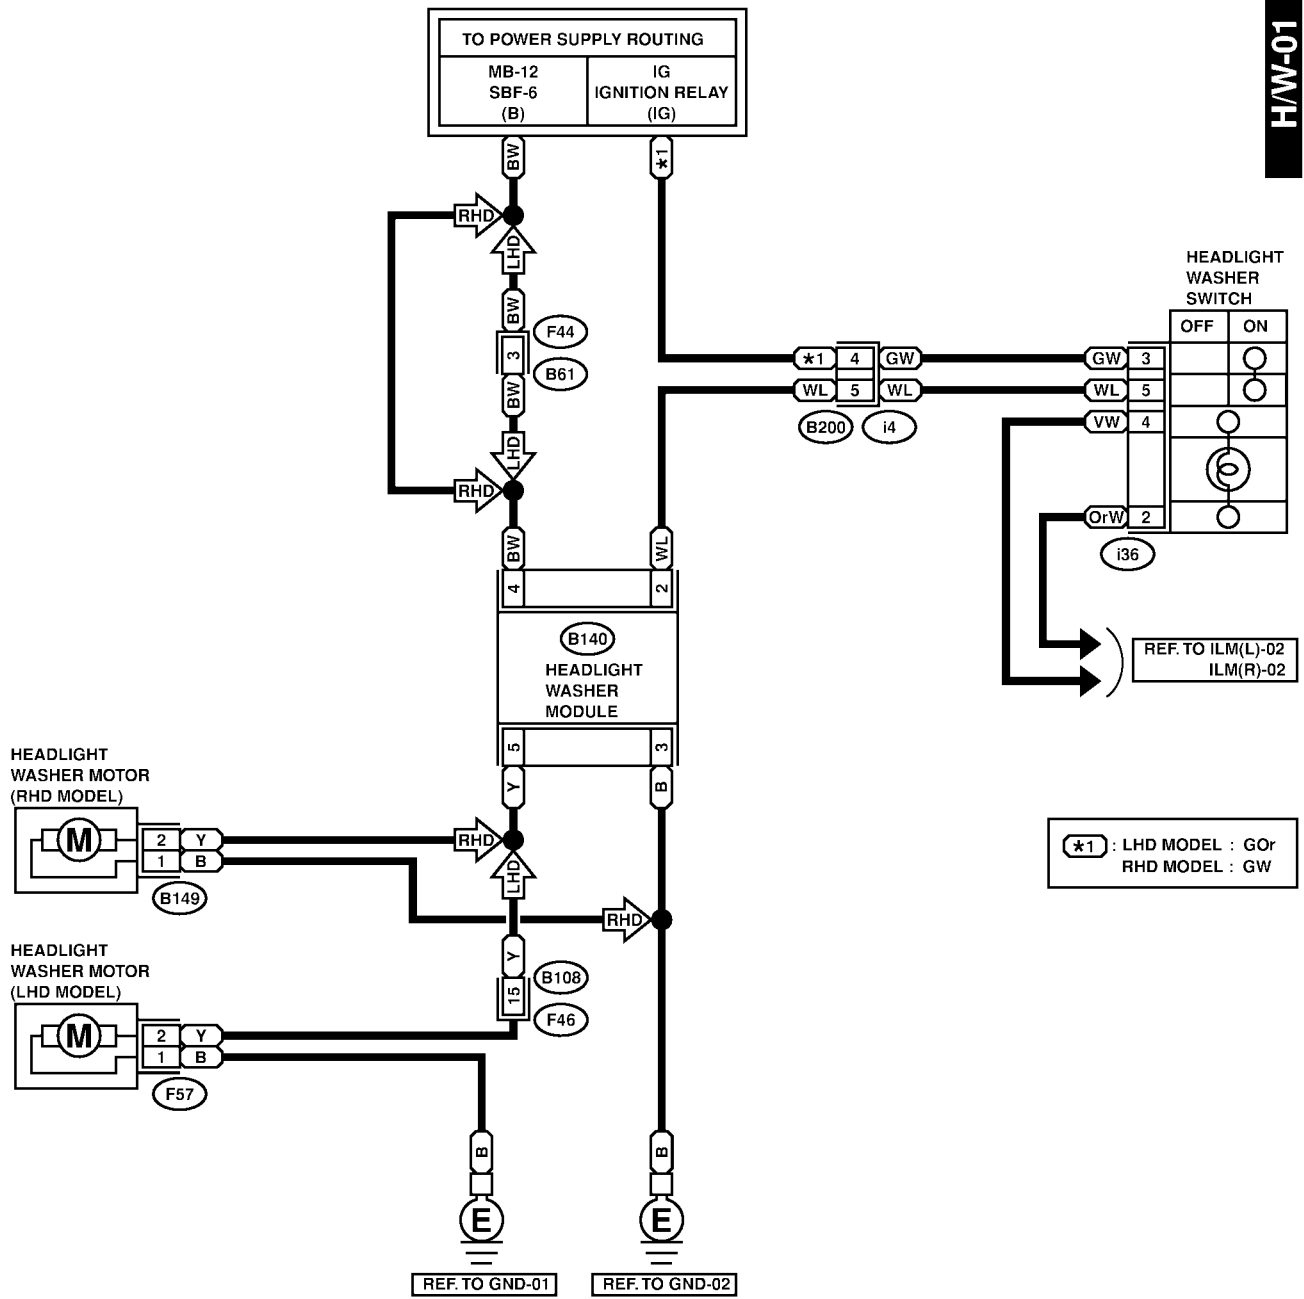 H/W-01
TO POWER SUPPLY ROUTING
MB-12
SBF-6
(B)
IG
IGNITION RELAY
(IG)
BW
*1
RHD
LHD
BW
F44
3
B61
BW
LHD
RHD
BW
WL
HEADLIGHT
WASHER
SWITCH
OFF ON
*1 4 GW
GW 3
WL 5 WL
WL 5
B200 i4
VW 4
OrW 2
i36
REF. TO ILM(L)-02
ILM(R)-02
4 2
B140
HEADLIGHT
WASHER
MODULE
5 3
Y B
HEADLIGHT
WASHER MOTOR
(RHD MODEL)
M
2 Y
1 B
B149
RHD
LHD
RHD
*1 : LHD MODEL : GOr
RHD MODEL : GW
HEADLIGHT
WASHER MOTOR
(LHD MODEL)
M
2 Y
1 B
F57
Y
B108
15
F46
B B
E E
REF. TO GND-01
REF. TO GND-02